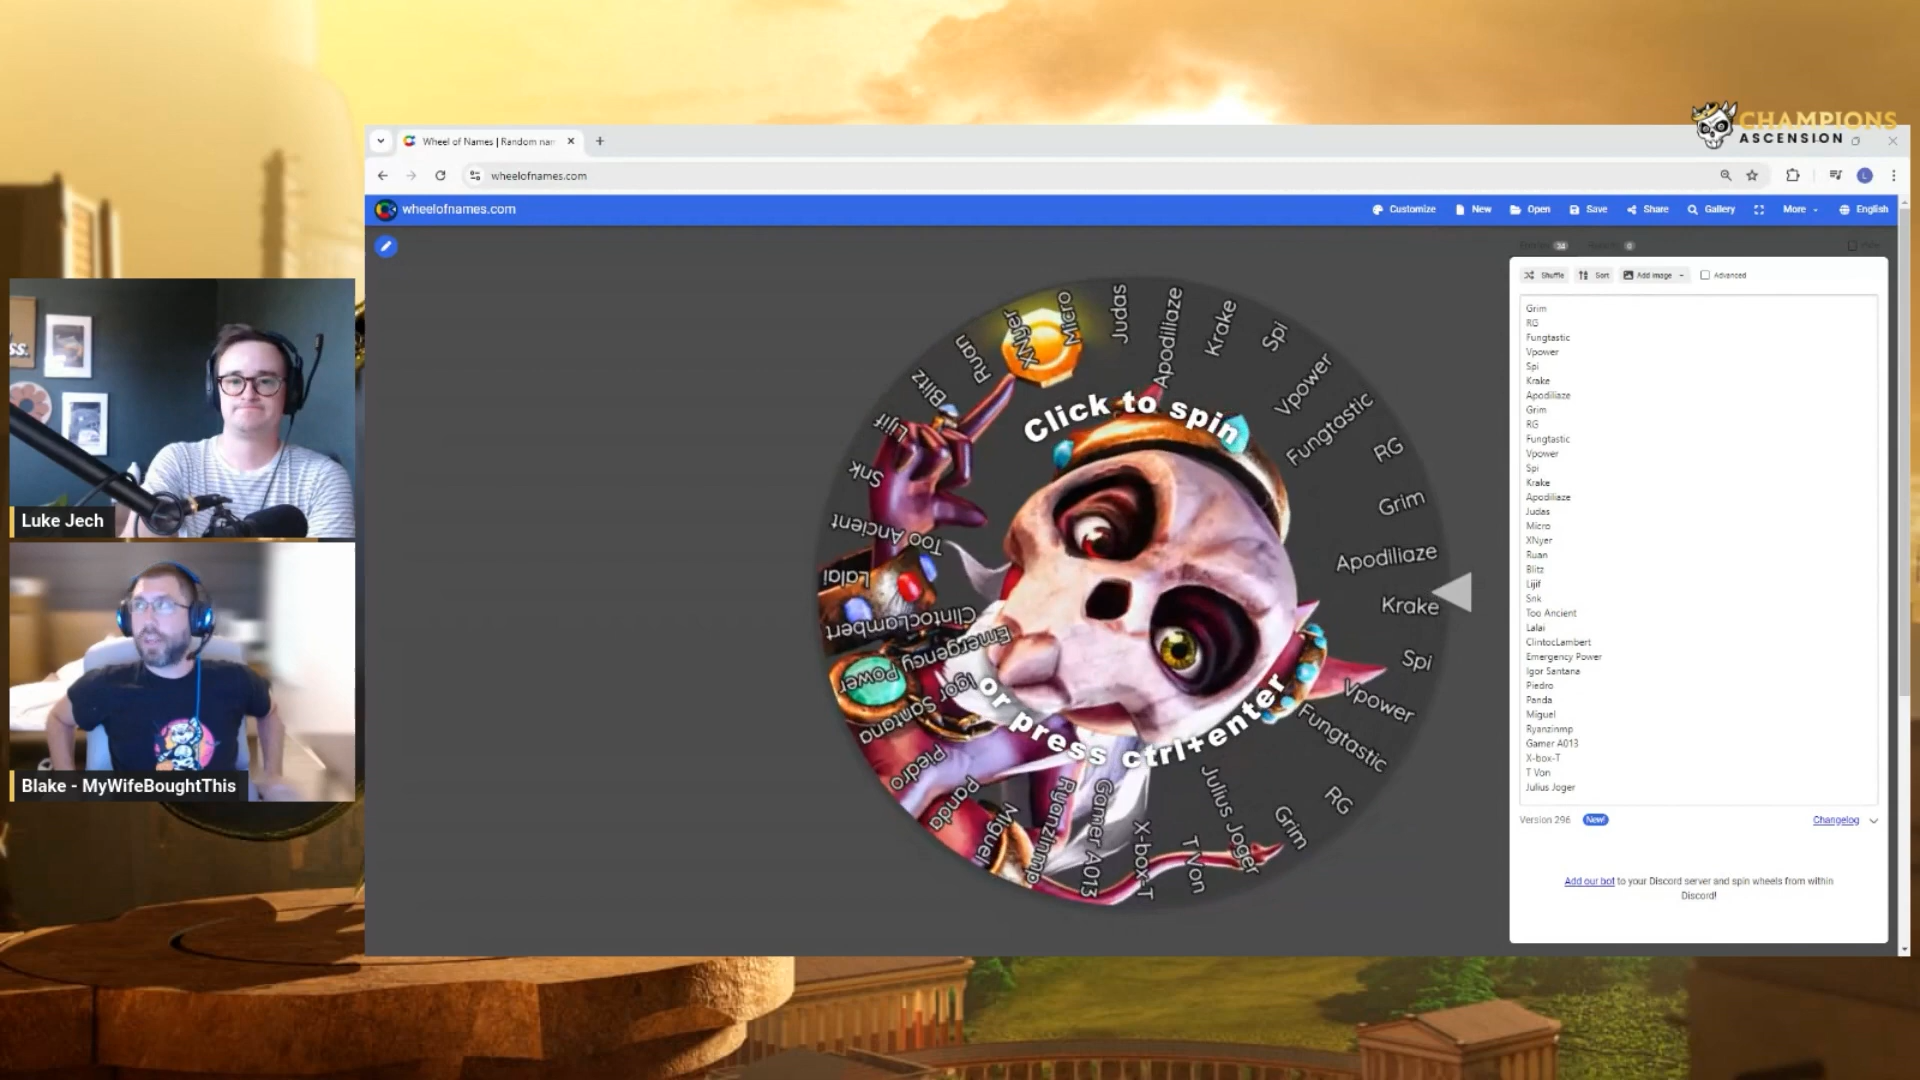 CHAMPIONS
ASCENSION
Wheel of Names | Random nam
wheelofnames.com
wheelofnames.com
Customize
New
Open
Save
Share
Gallery
More
English
34
0
Shuffle
Sort
Add image
Advanced
Grim
RG
Fungtastic
Vpower
Spi
Krake
Apodiliaze
Grim
RG
Fungtastic
Vpower
Spi
Krake
Apodiliaze
Judas
Micro
XNyer
Ruan
Blitz
Lijif
Snk
Too Ancient
Lalai
ClintocLambert
Emergency Power
Igor Santana
Piedro
Panda
Miguel
Ryanzinmp
Gamer A013
X-box-T
T Von
Julius Joger
Version 296
New!
Changelog
Add our bot to your Discord server and spin wheels from within
Discord!
Click to spin
or press ctrl+enter
Judas
Apodiliaze
Krake
Spi
Vpower
Fungtastic
RG
Grim
Apodiliaze
Krake
Spi
Vpower
Fungtastic
RG
Grim
Julius Joger
T Von
X-box-T
Gamer A013
Ryanzinmp
Miguel
Panda
Piedro
Igor Santana
Emergency Power
ClintocLambert
Lalai
Too Ancient
Snk
Lijif
Blitz
Ruan
XNyer
Micro
ss.
Luke Jech
Blake - MyWifeBoughtThis
L